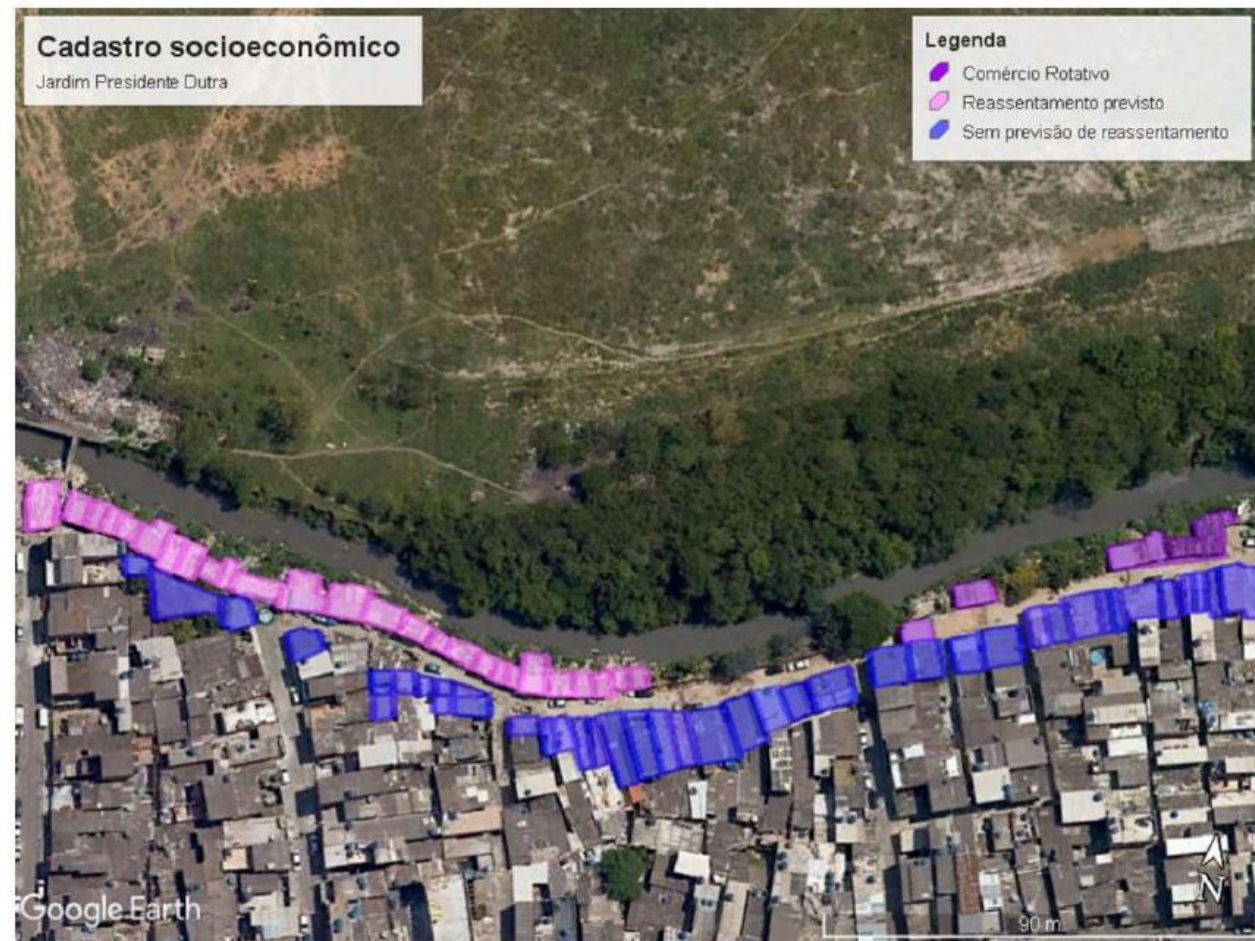 Cadastro socioeconômico
Jardim Presidente Dutra
Legenda
Comércio Rotativo
Reassentamento previsto
Sem previsão de reassentamento
N
Google Earth
90 m